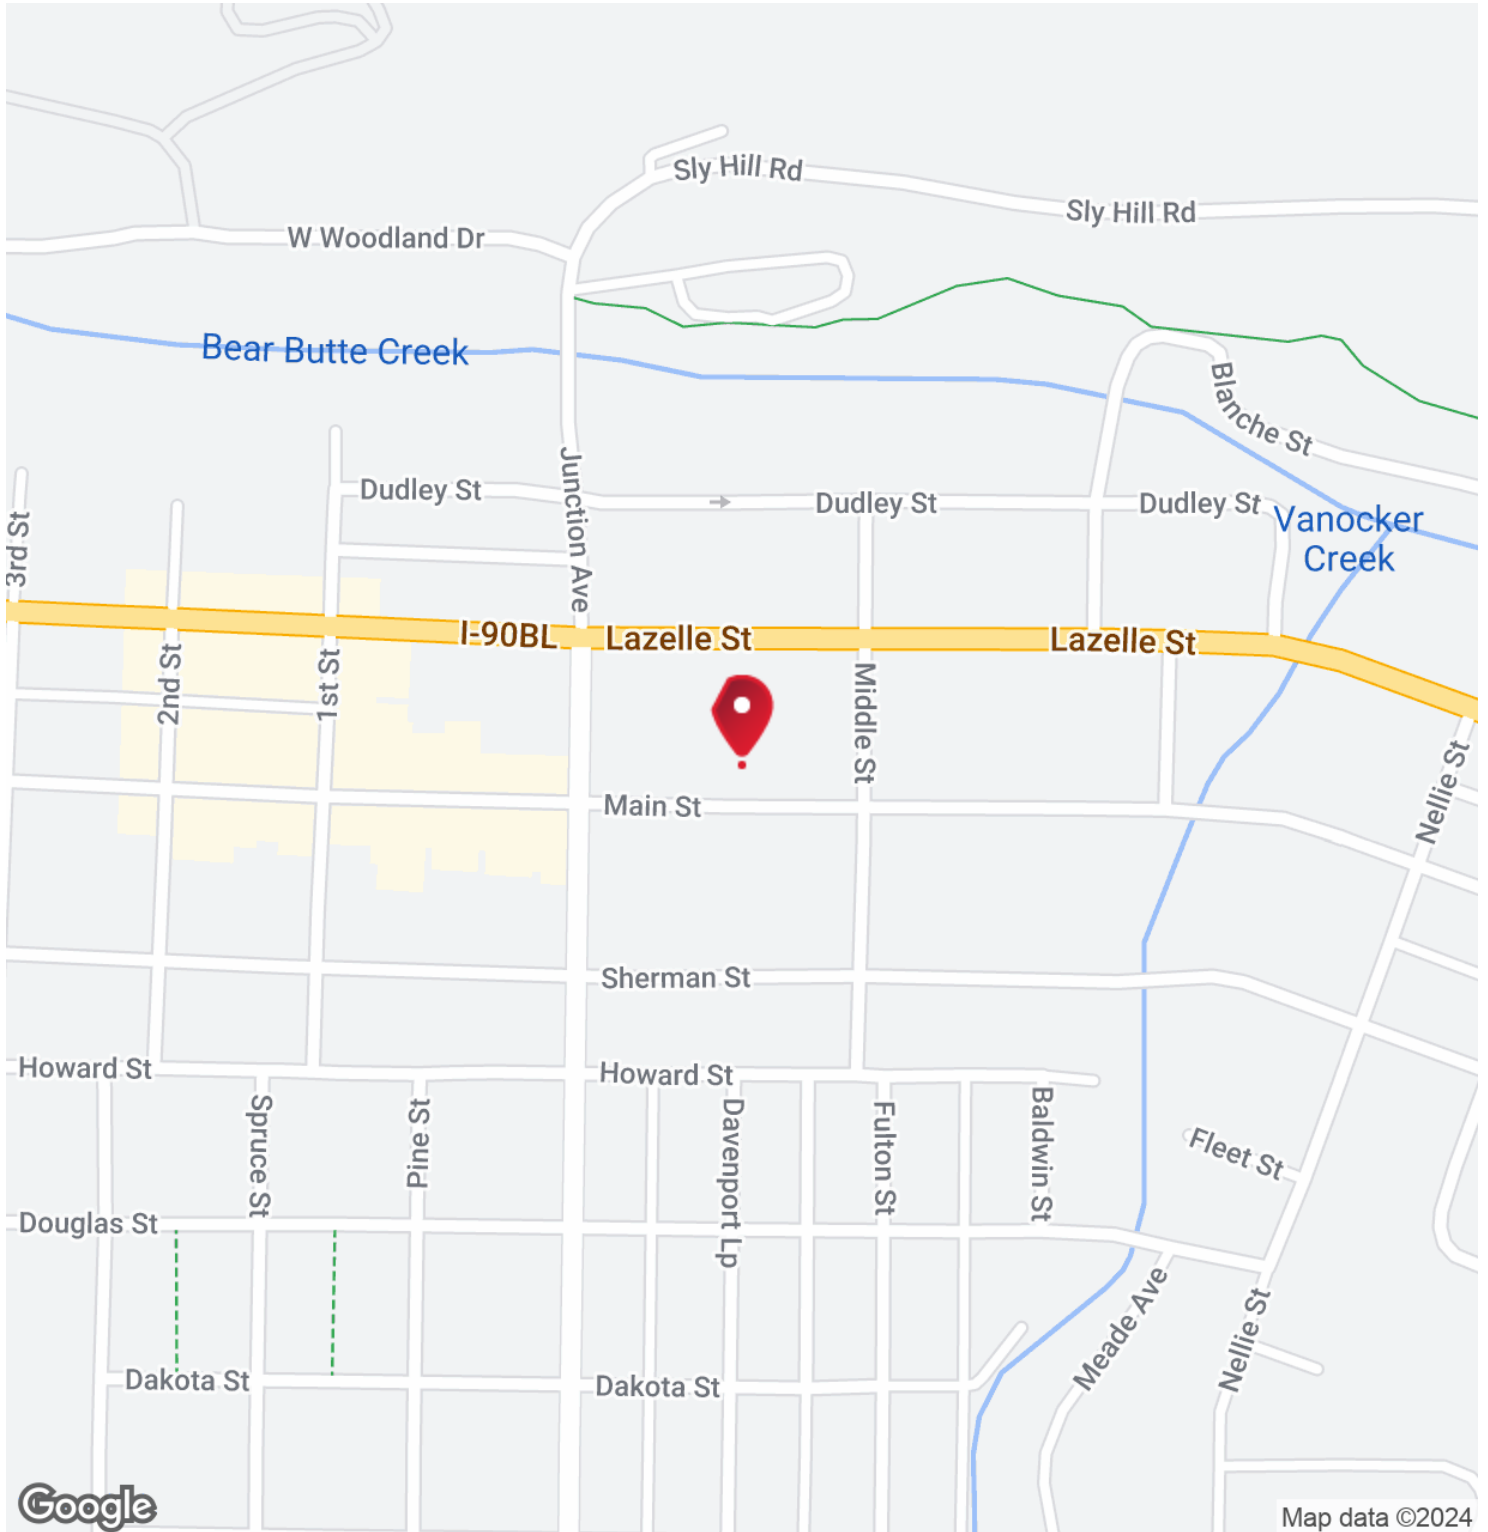 Sly Hill Rd
Sly Hill Rd
W Woodland Dr
Bear Butte Creek
Blanche St
Junction Ave
Dudley St
Dudley St
Dudley St
Vanocker
Creek
3rd St
I-90BL
Lazelle St
Lazelle St
2nd St
1st St
Middle St
Nellie St
Main St
Sherman St
Howard St
Howard St
Spruce St
Pine St
Davenport Lp
Fulton St
Baldwin St
Fleet St
Douglas St
Meade Ave
Nellie St
Dakota St
Dakota St
Google
Map data ©2024